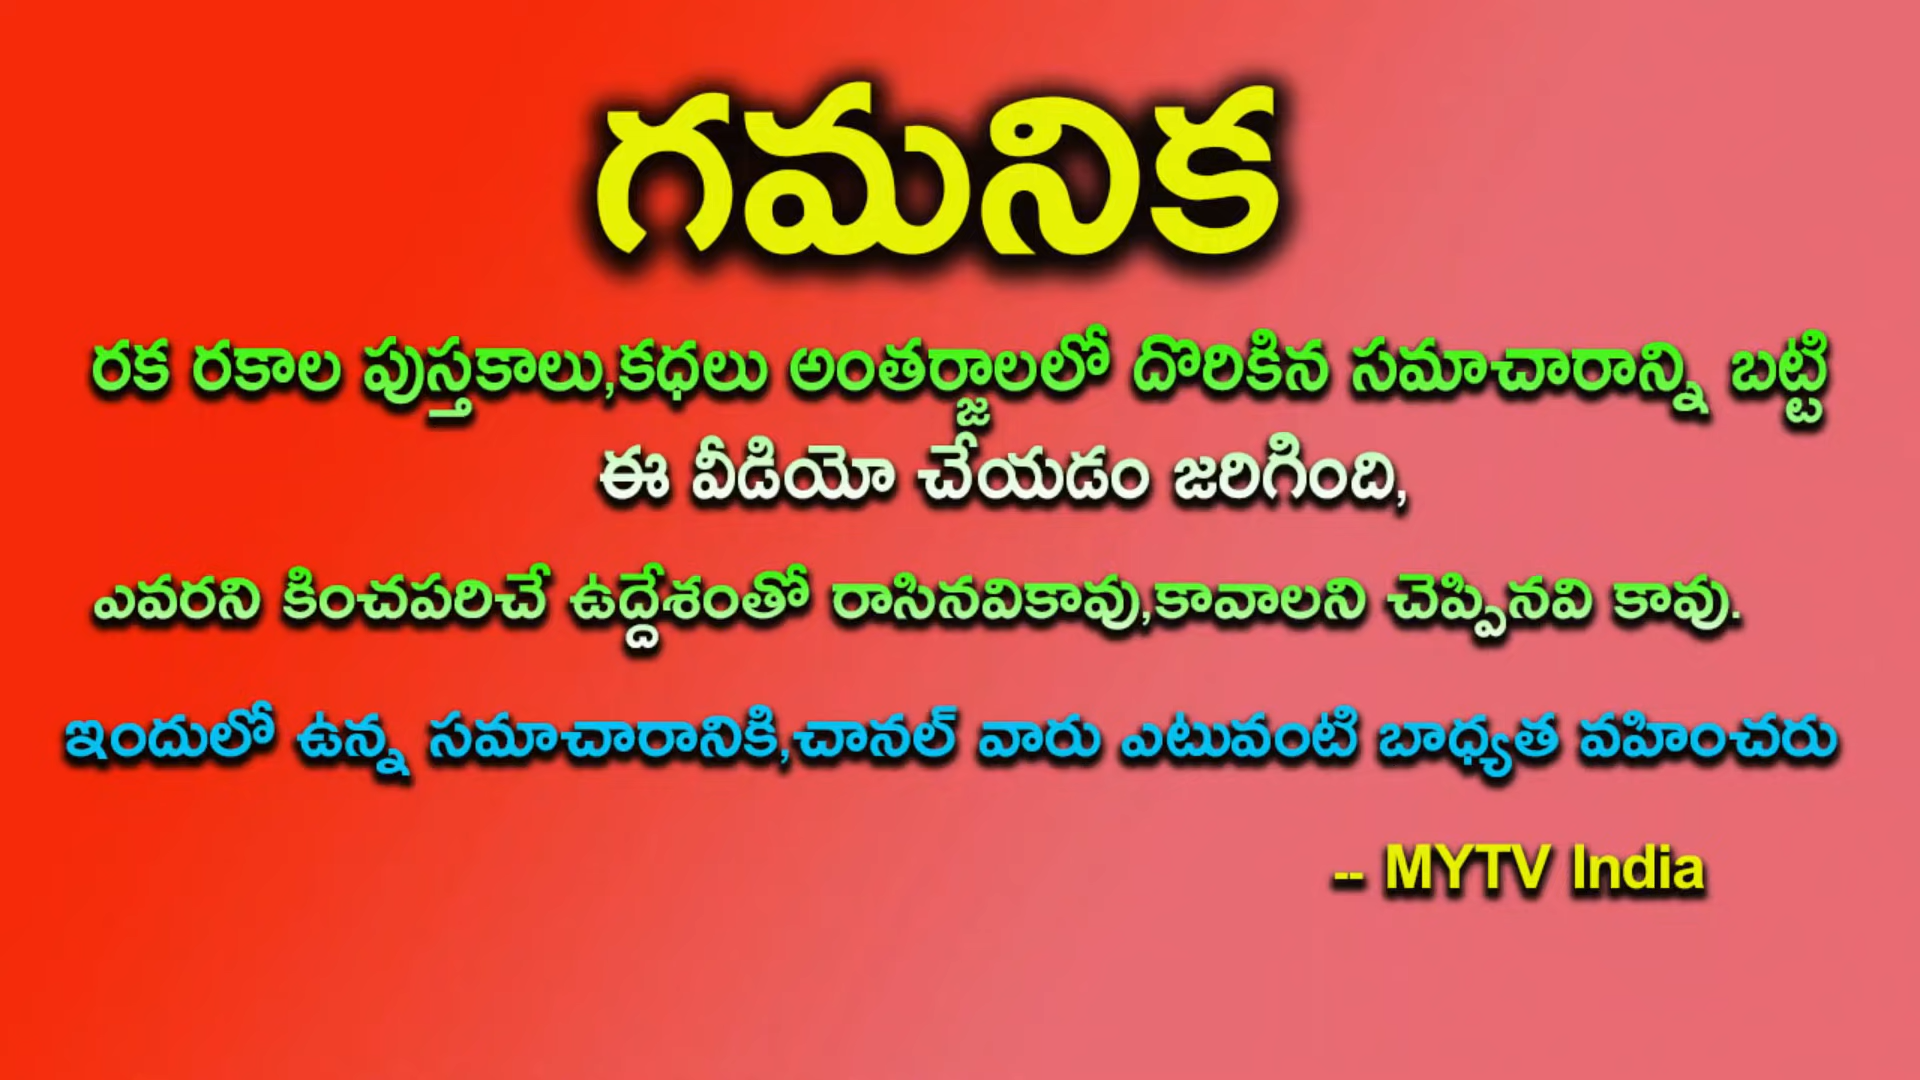 గమనిక
రక రకాల పుస్తకాలు,కధలు అంతర్జాలలో దొరికిన సమాచారాన్ని బట్టి
ఈ వీడియో చేయడం జరిగింది,
ఎవరని కించపరిచే ఉద్దేశంతో రాసినవికావు,కావాలని చెప్పినవి కావు.
ఇందులో ఉన్న సమాచారానికి,చానల్ వారు ఎటువంటి బాధ్యత వహించరు
-- MYTV India